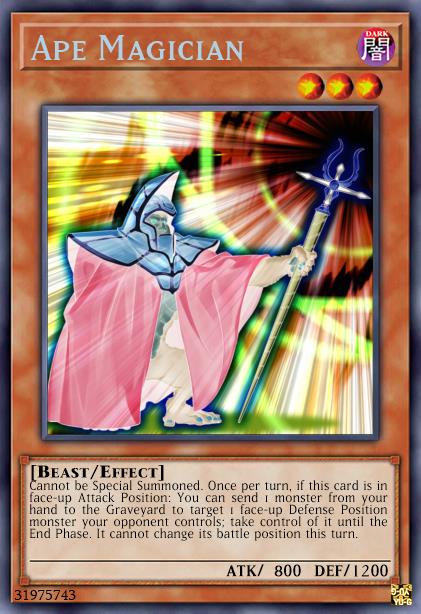 APE MAGICIAN
DARK
闇
[BEAST/EFFECT]
Cannot be Special Summoned. Once per turn, if this card is in
face-up Attack Position: You can send 1 monster from your
hand to the Graveyard to target 1 face-up Defense Position
monster your opponent controls; take control of it until the
End Phase. It cannot change its battle position this turn.
ATK/ 800 DEF/1200
31975743